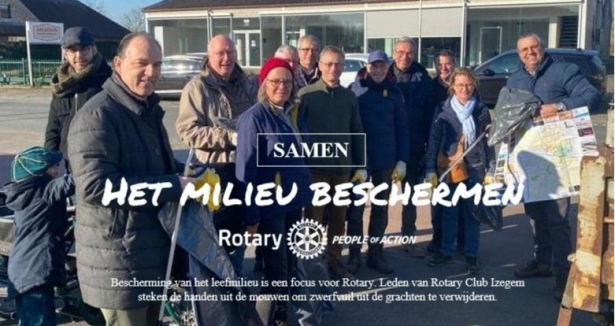 SAMEN
HET MILIEU BESCHERMEN
Rotary PEOPLE OF ACTION
Bescherming van het leefmilieu is een focus voor Rotary. Leden van Rotary Club Izegem
steken de handen uit de mouwen om zwerfvuil uit de grachten te verwijderen.